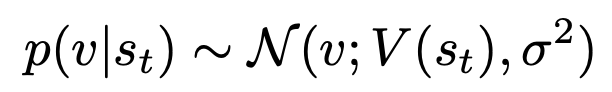 p(v|s_t) ∼ 𝒩(v; V(s_t), σ²)